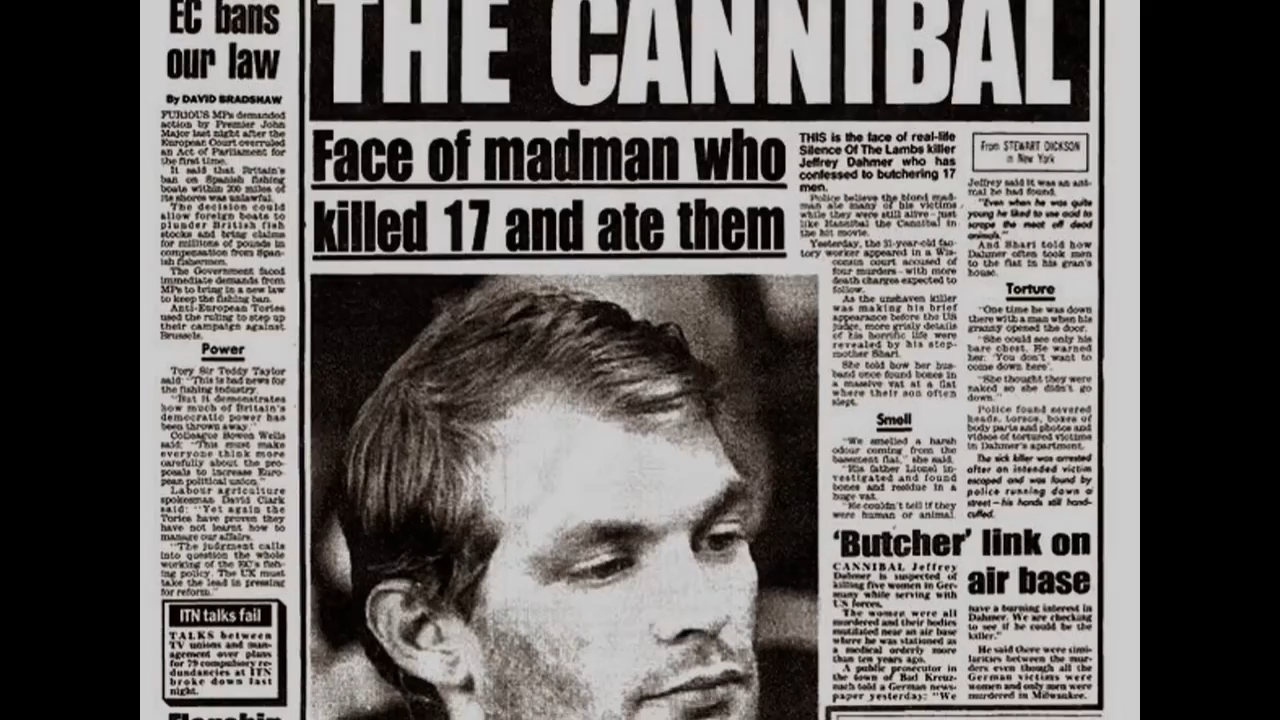 EC bans
our law
By DAVID BRADSHAW
FURIOUS MPs demanded
action by Premier John
Major last night after the
European Court overruled
an Act of Parliament for
the first time.
It said that Britain's
ban on Spanish fishing
boats within 200 miles of
its shores was unlawful.
The decision could
allow foreign boats to
plunder British fish
stocks and bring claims
for millions of pounds in
compensation from Span-
ish fishermen.
The Government faced
immediate demands from
MPs to bring in a new law
to keep the fishing ban.
Anti-European Tories
used the ruling to step up
their campaign against
Brussels.
Power
Tory Sir Teddy Taylor
said: "This is bad news for
the fishing industry.
"But it demonstrates
how much of Britain's
democratic power has
been thrown away."
Colleague Bowen Wells
said: "This must make
everyone think more
carefully about the pro-
posals to increase Euro-
pean political union."
Labour agriculture
spokesman David Clark
said: "Yet again the
Tories have proven they
have not learnt how to
manage our affairs.
"The judgment calls
into question the whole
working of the EC's fish-
ing policy. The UK must
take the lead in pressing
for reform."
ITN talks fail
TALKS between
TV unions and man-
agement over plans
for 79 compulsory re-
dundancies at ITN
broke down last
night.
THE CANNIBAL
Face of madman who
killed 17 and ate them
THIS is the face of real-life
Silence Of The Lambs killer
Jeffrey Dahmer who has
confessed to butchering 17
men.
Police believe the blond mad-
man ate many of his victims
while they were still alive – just
like Hannibal the Cannibal in
the hit movie.
Yesterday, the 31-year-old fac-
tory worker appeared in a Wis-
consin court accused of
four murders – with more
death charges expected to
follow.
As the unshaven killer
was making his brief
appearance before the US
judge, more grisly details
of his horrific life were
revealed by his step-
mother Shari.
She told how her hus-
band once found bones in
a massive vat at a flat
where their son often
slept.
Smell
"We smelled a harsh
odour coming from the
basement flat," she said.
"His father Lionel in-
vestigated and found
bones and residue in a
huge vat.
"He couldn't tell if they
were human or animal.
From STEWART DICKSON
in New York
Jeffrey said it was an ani-
mal he had found.
"Even when he was quite
young he liked to use acid to
scrape the meat off dead
animals."
And Shari told how
Dahmer often took men
to the flat in his gran's
house.
Torture
"One time he was down
there with a man when his
granny opened the door.
"She could see only his
bare chest. He warned
her: 'You don't want to
come down here'.
"She thought they were
naked so she didn't go
down."
Police found severed
heads, torsos, boxes of
body parts and photos and
videos of tortured victims
in Dahmer's apartment.
The sick killer was arrested
after an intended victim
escaped and was found by
police running down a
street – his hands still hand-
cuffed.
'Butcher' link on
air base
CANNIBAL Jeffrey
Dahmer is suspected of
killing five women in Ger-
many while serving with
US forces.
The women were all
murdered and their bodies
mutilated near an air base
where he was stationed as
a medical orderly more
than ten years ago.
A public prosecutor in
the town of Bad Kreuz-
nach told a German news-
paper yesterday: "We
have a burning interest in
Dahmer. We are checking
to see if he could be the
killer."
He said there were simi-
larities between the mur-
ders even though all the
German victims were
women and only men were
murdered in Milwaukee.